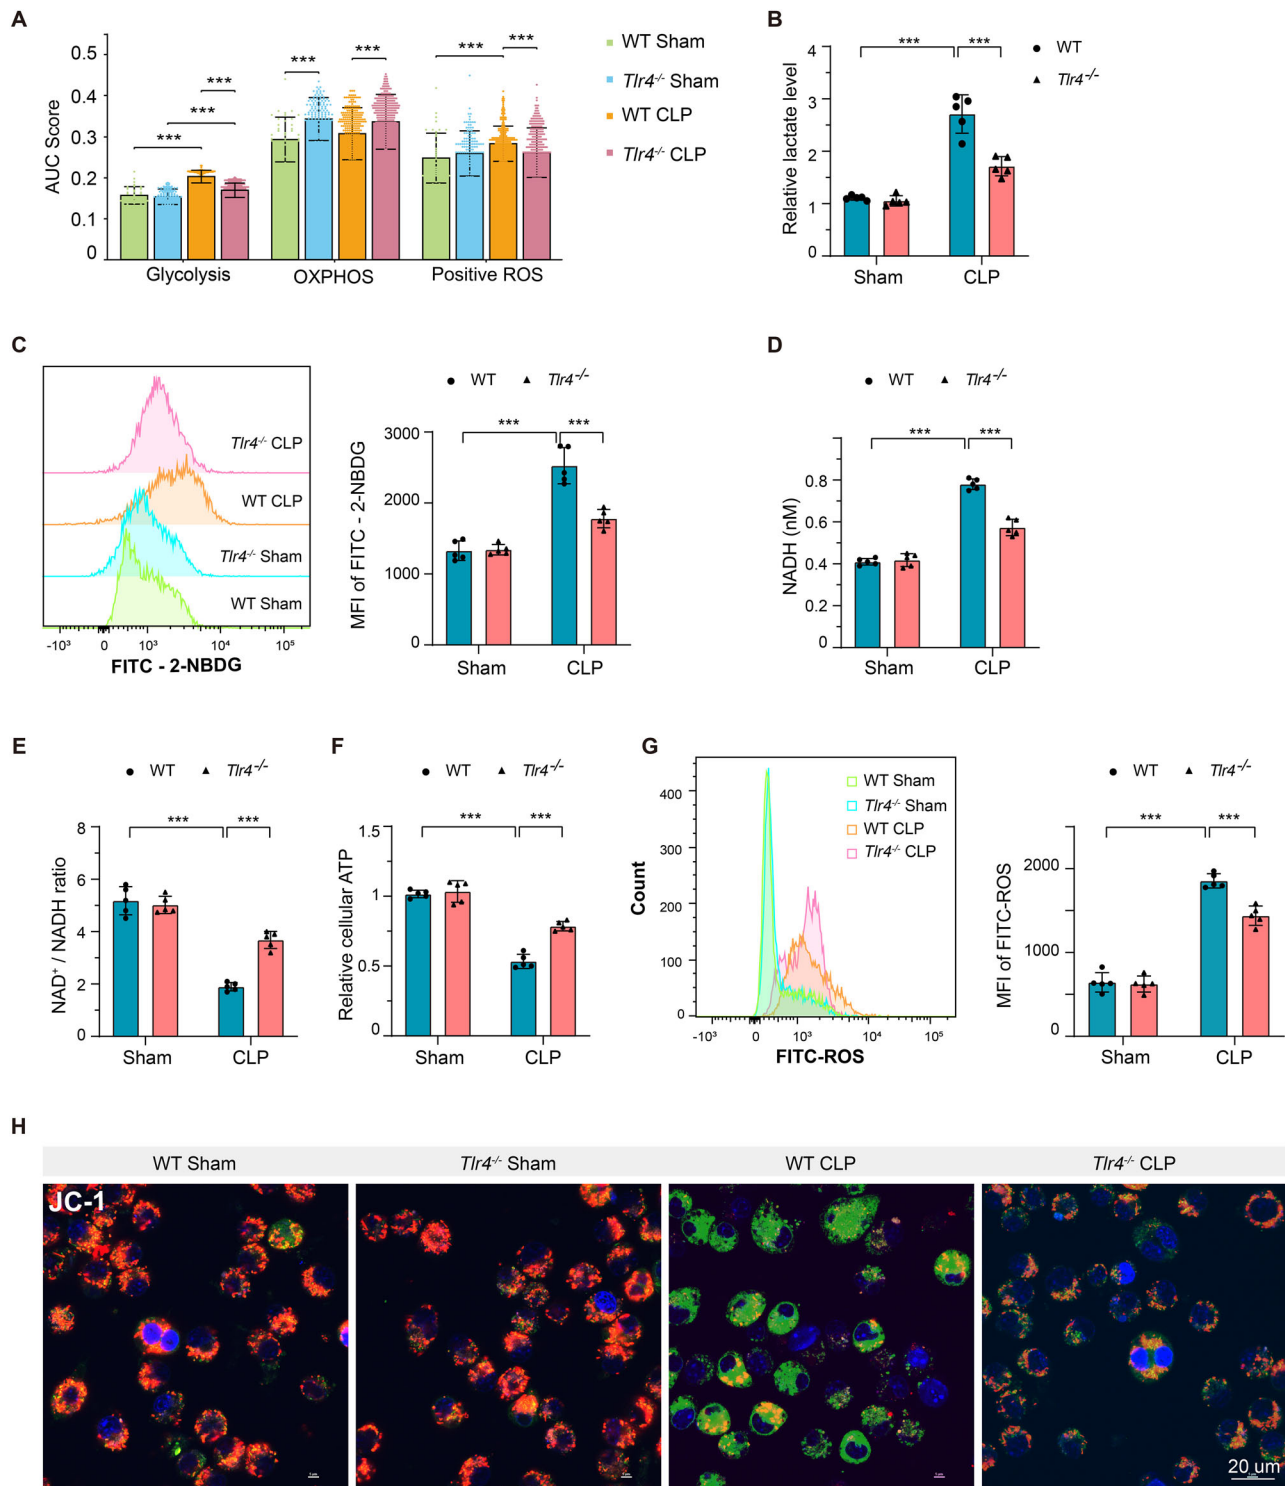 A
AUC Score
0.5
0.4
0.3
0.2
0.1
0
***
***
***
***
***
***
***
Glycolysis
OXPHOS
Positive ROS
WT Sham
Tlr4-/- Sham
WT CLP
Tlr4-/- CLP
B
Relative lactate level
4
3
2
1
0
***
***
Sham
CLP
WT
Tlr4-/-
C
Tlr4-/- CLP
WT CLP
Tlr4-/- Sham
WT Sham
-10³ 0 10³ 10⁴ 10⁵
FITC - 2-NBDG
WT Tlr4-/-
MFI of FITC - 2-NBDG
3000
2000
1000
0
***
***
Sham
CLP
D
WT Tlr4-/-
NADH (nM)
0.8
0.6
0.4
0.2
0
***
***
Sham
CLP
E
WT Tlr4-/-
NAD⁺ / NADH ratio
8
6
4
2
0
***
***
Sham
CLP
F
WT Tlr4-/-
Relative cellular ATP
1.5
1
0.5
0
***
***
Sham
CLP
G
Count
400
300
200
100
0
WT Sham
Tlr4-/- Sham
WT CLP
Tlr4-/- CLP
-10³ 0 10³ 10⁴ 10⁵
FITC-ROS
WT Tlr4-/-
MFI of FITC-ROS
2000
1000
0
***
***
Sham
CLP
H
WT Sham
Tlr4-/- Sham
WT CLP
Tlr4-/- CLP
JC-1
20 um